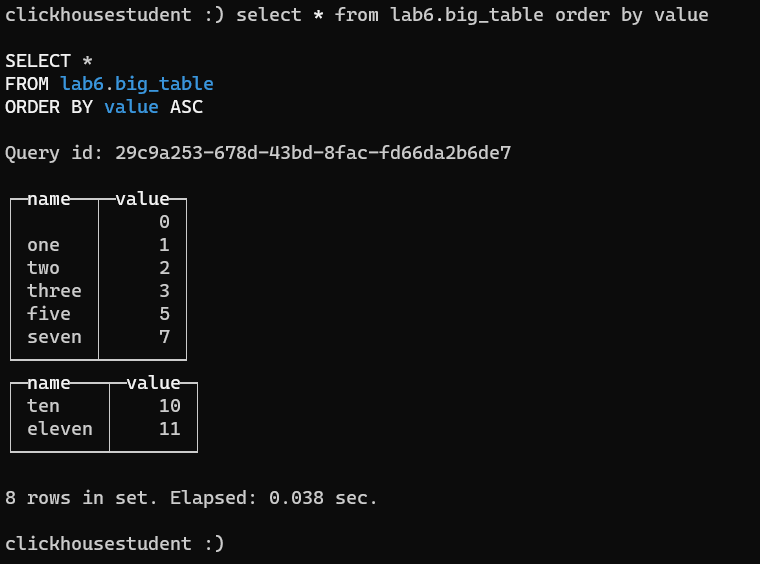 clickhousestudent :) select * from lab6.big_table order by value
SELECT *
FROM lab6.big_table
ORDER BY value ASC
Query id: 29c9a253-678d-43bd-8fac-fd66da2b6de7
name value
0
one 1
two 2
three 3
five 5
seven 7
name value
ten 10
eleven 11
8 rows in set. Elapsed: 0.038 sec.
clickhousestudent :)